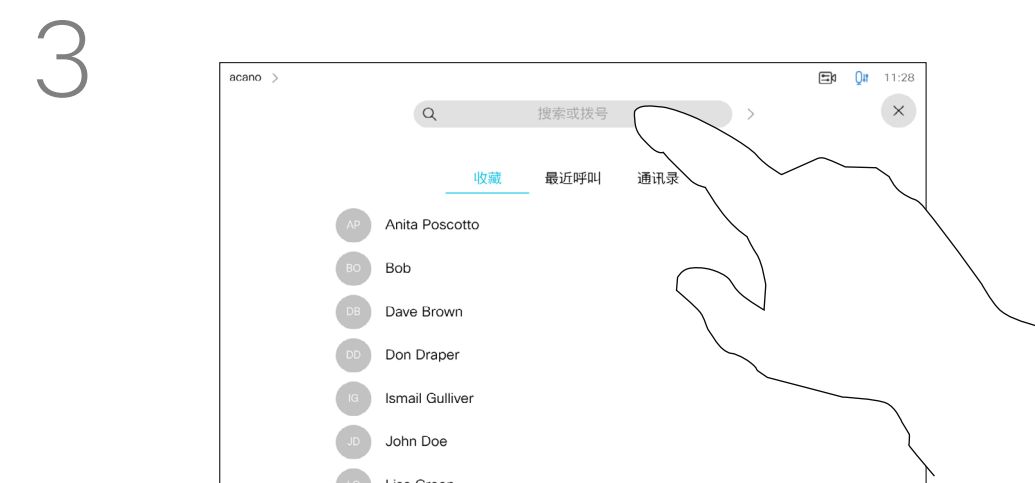 3
acano > 11:28
搜索或拨号 >
收藏 最近呼叫 通讯录
AP Anita Poscotto
BO Bob
DB Dave Brown
DD Don Draper
IG Ismail Gulliver
JD John Doe